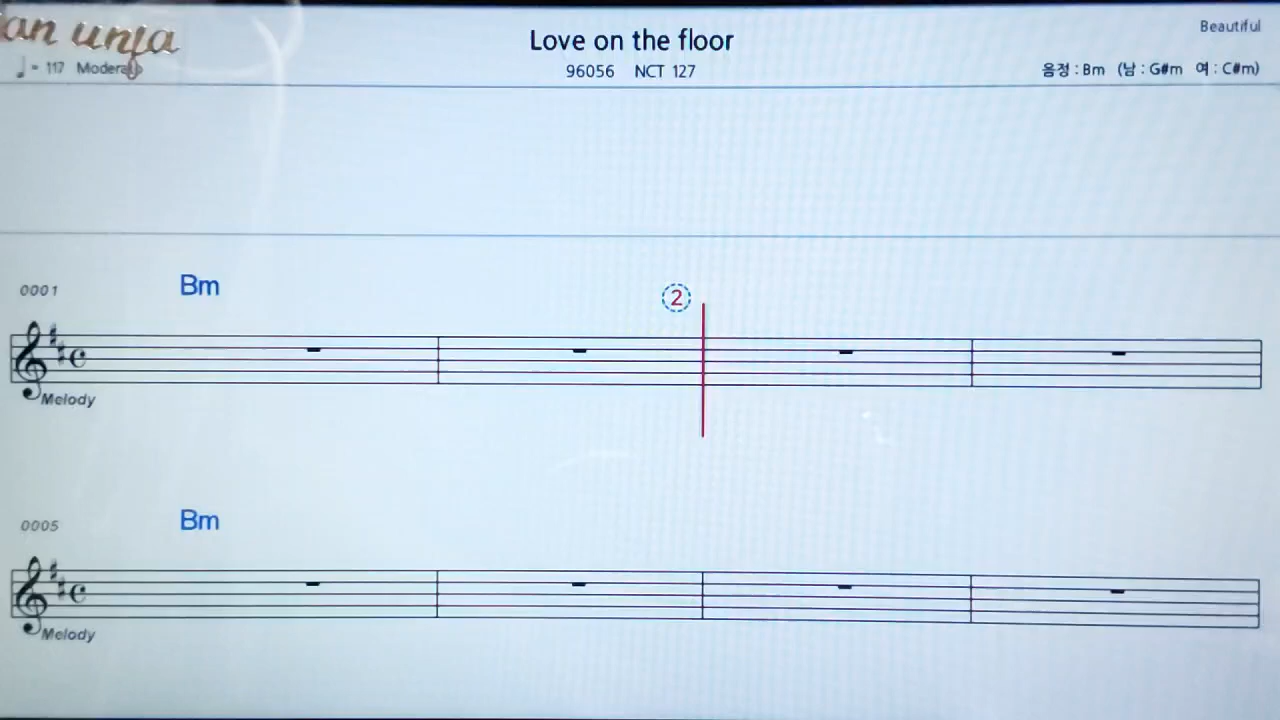 Love on the floor
Beautiful
♩= 117 Moderato
96056 NCT 127
음정 : Bm (남 : G#m 여 : C#m)
0001 Bm
②
Melody
0005 Bm
Melody